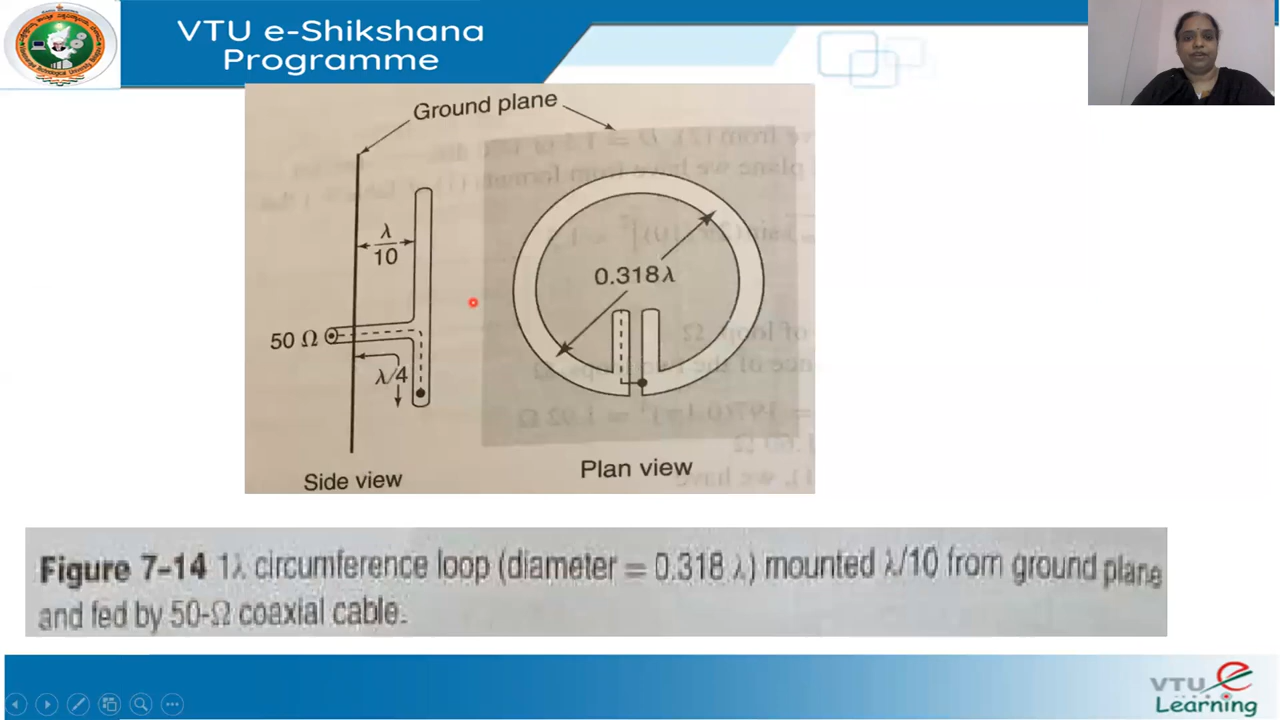 VTU e-Shikshana
Programme
Ground plane
λ
10
50 Ω
λ/4
0.318λ
Side view
Plan view
Figure 7–14 1λ circumference loop (diameter = 0.318 λ) mounted λ/10 from ground plane
and fed by 50-Ω coaxial cable.
VTU e
Learning